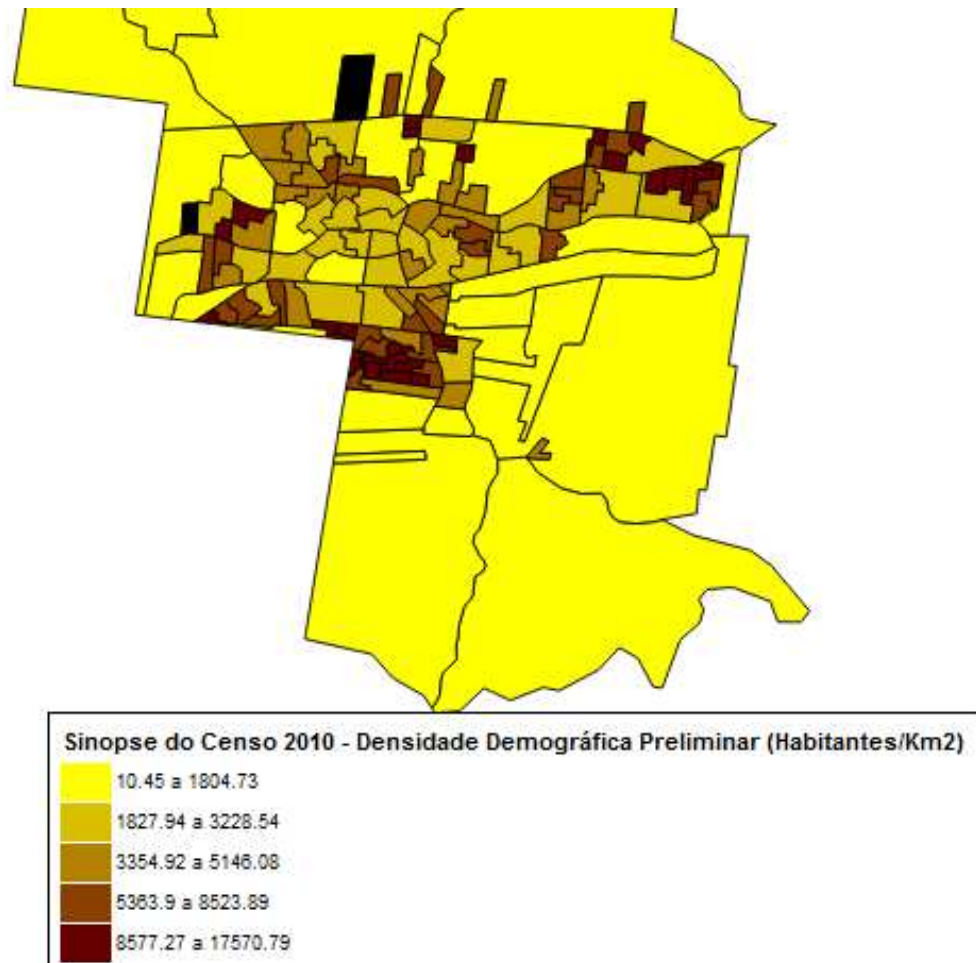 Sinopse do Censo 2010 - Densidade Demográfica Preliminar (Habitantes/Km2)
10.45 a 1804.73
1827.94 a 3228.54
3354.92 a 5146.08
5363.9 a 8523.89
8577.27 a 17570.79